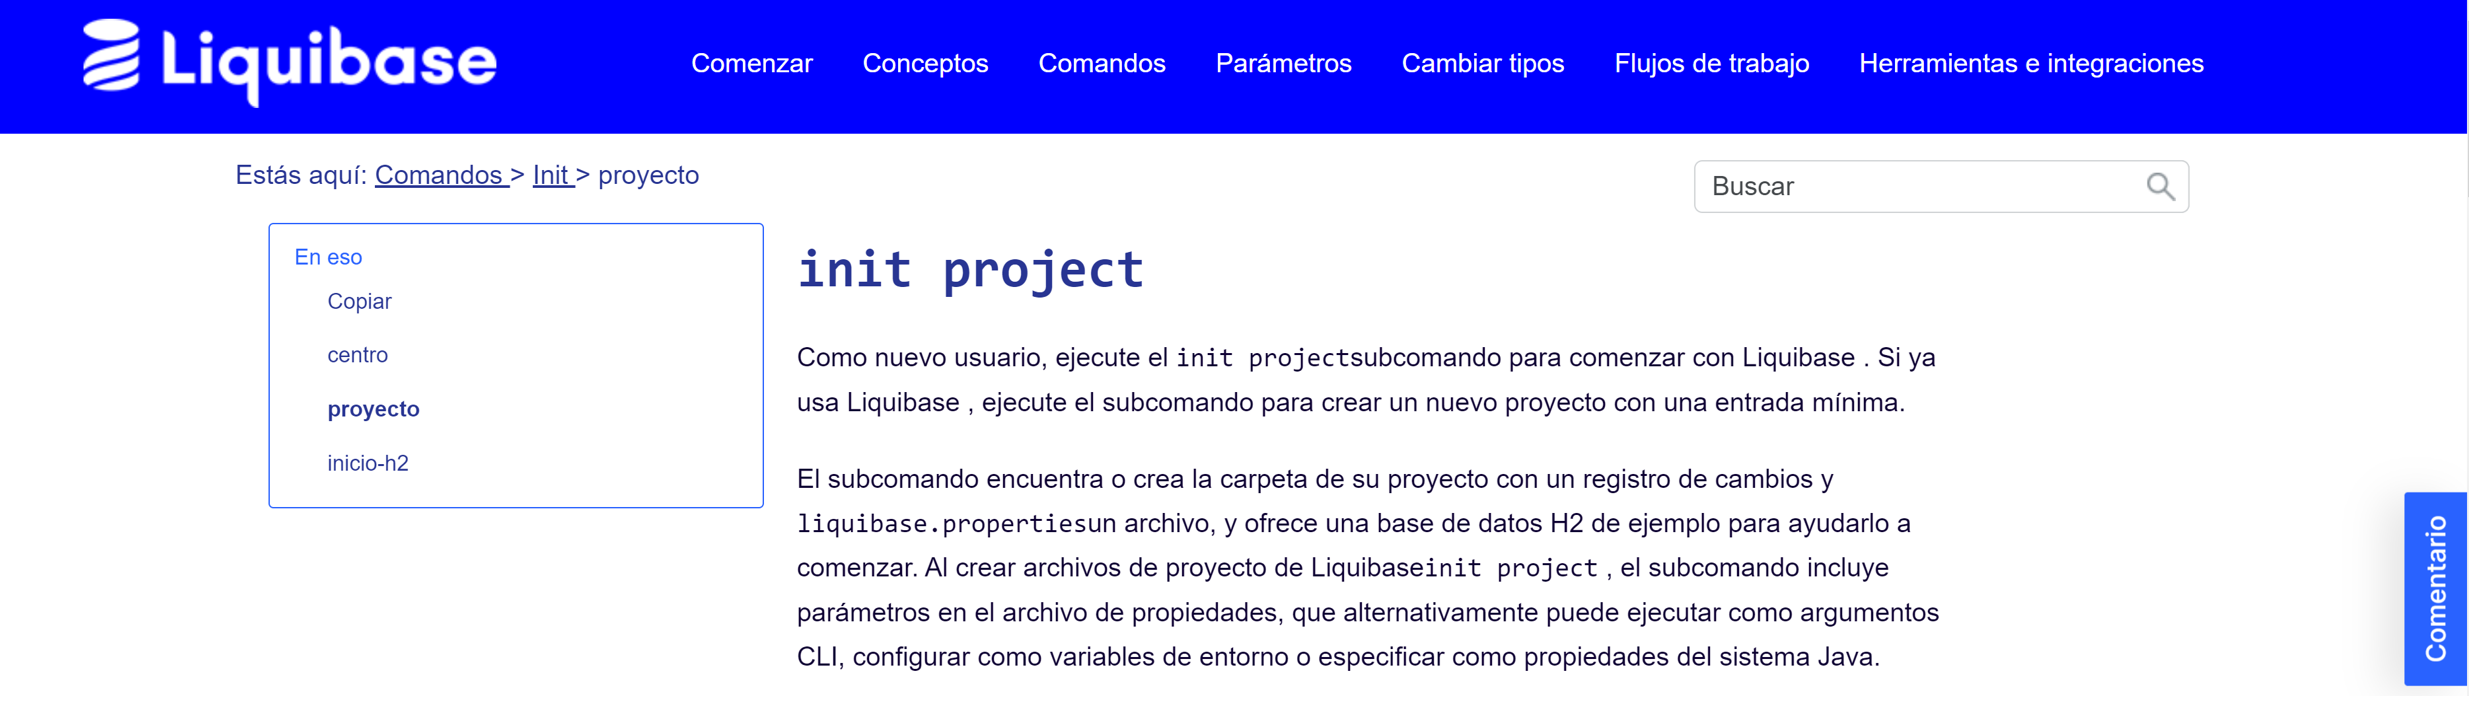 Liquibase
Comenzar Conceptos Comandos Parámetros Cambiar tipos Flujos de trabajo Herramientas e integraciones
Estás aquí: Comandos > Init > proyecto
Buscar
En eso
Copiar
centro
proyecto
inicio-h2
init project
Como nuevo usuario, ejecute el init projectsubcomando para comenzar con Liquibase . Si ya
usa Liquibase , ejecute el subcomando para crear un nuevo proyecto con una entrada mínima.
El subcomando encuentra o crea la carpeta de su proyecto con un registro de cambios y
liquibase.propertiesun archivo, y ofrece una base de datos H2 de ejemplo para ayudarlo a
comenzar. Al crear archivos de proyecto de Liquibaseinit project , el subcomando incluye
parámetros en el archivo de propiedades, que alternativamente puede ejecutar como argumentos
CLI, configurar como variables de entorno o especificar como propiedades del sistema Java.
Comentario